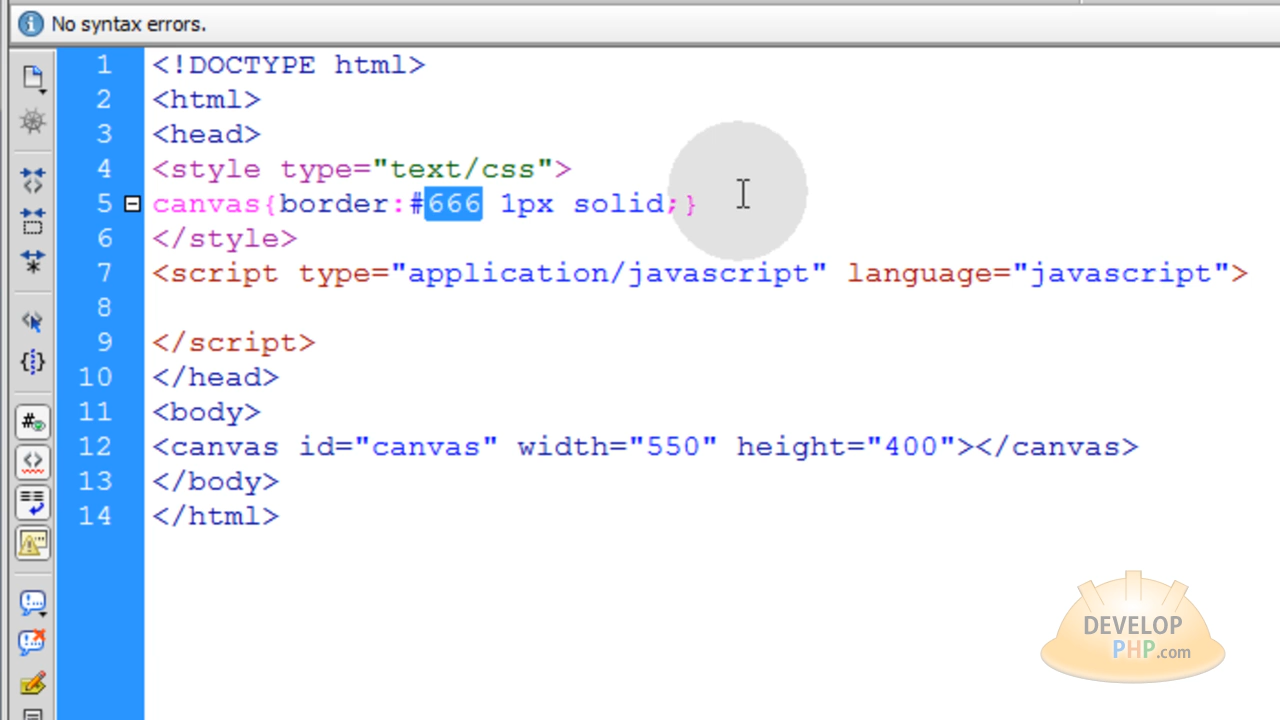 No syntax errors.
1 <!DOCTYPE html>
2 <html>
3 <head>
4 <style type="text/css">
5 canvas{border:#666 1px solid;}
6 </style>
7 <script type="application/javascript" language="javascript">
8
9 </script>
10 </head>
11 <body>
12 <canvas id="canvas" width="550" height="400"></canvas>
13 </body>
14 </html>
DEVELOP
PHP.com